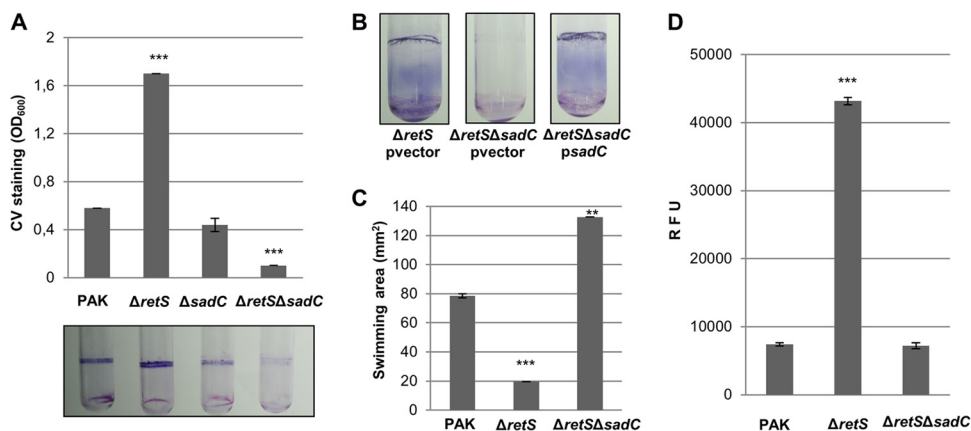 A
CV staining (OD600)
2
1,6
1,2
0,8
0,4
0
***
***
PAK ΔretS ΔsadC ΔretSΔsadC
B
ΔretS ΔretSΔsadC ΔretSΔsadC
pvector pvector psadC
C
Swimming area (mm²)
140
120
100
80
60
40
20
0
***
**
PAK ΔretS ΔretSΔsadC
D
R F U
50000
40000
30000
20000
10000
0
***
PAK ΔretS ΔretSΔsadC